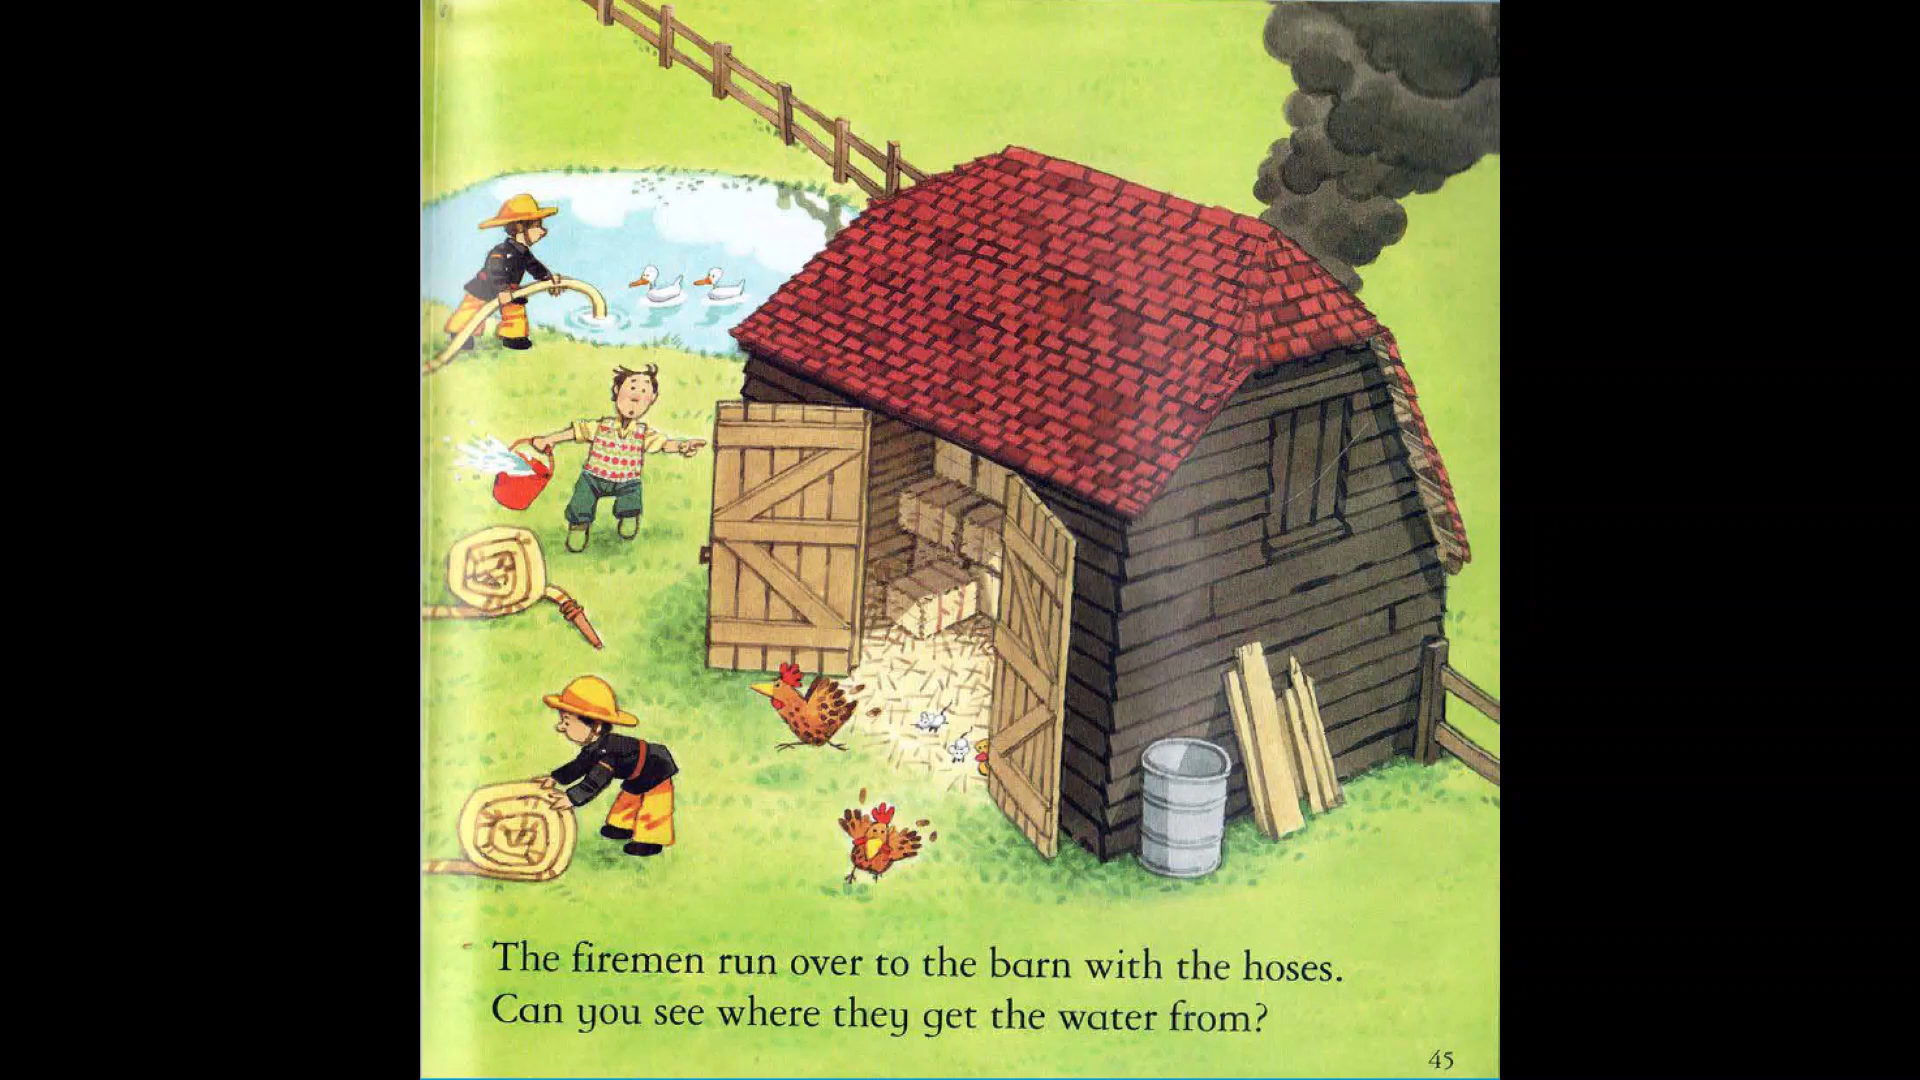 The firemen run over to the barn with the hoses.
Can you see where they get the water from?
45